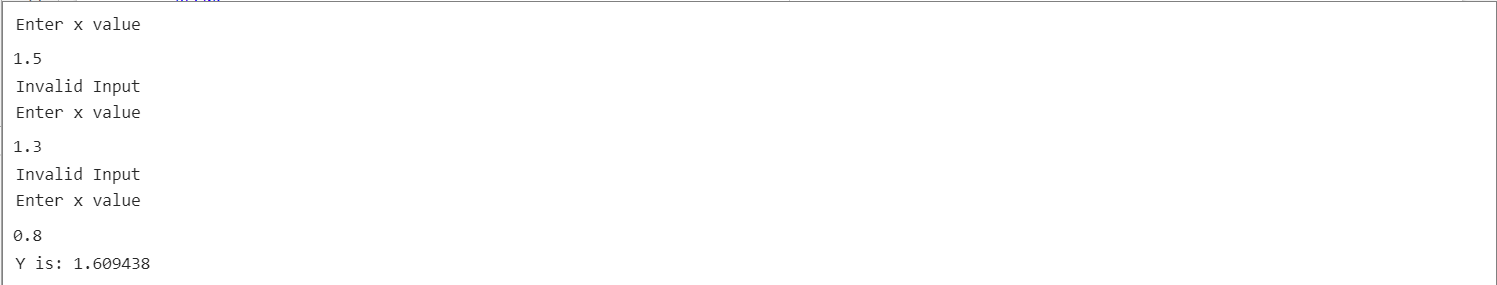 Enter x value
1.5
Invalid Input
Enter x value
1.3
Invalid Input
Enter x value
0.8
Y is: 1.609438